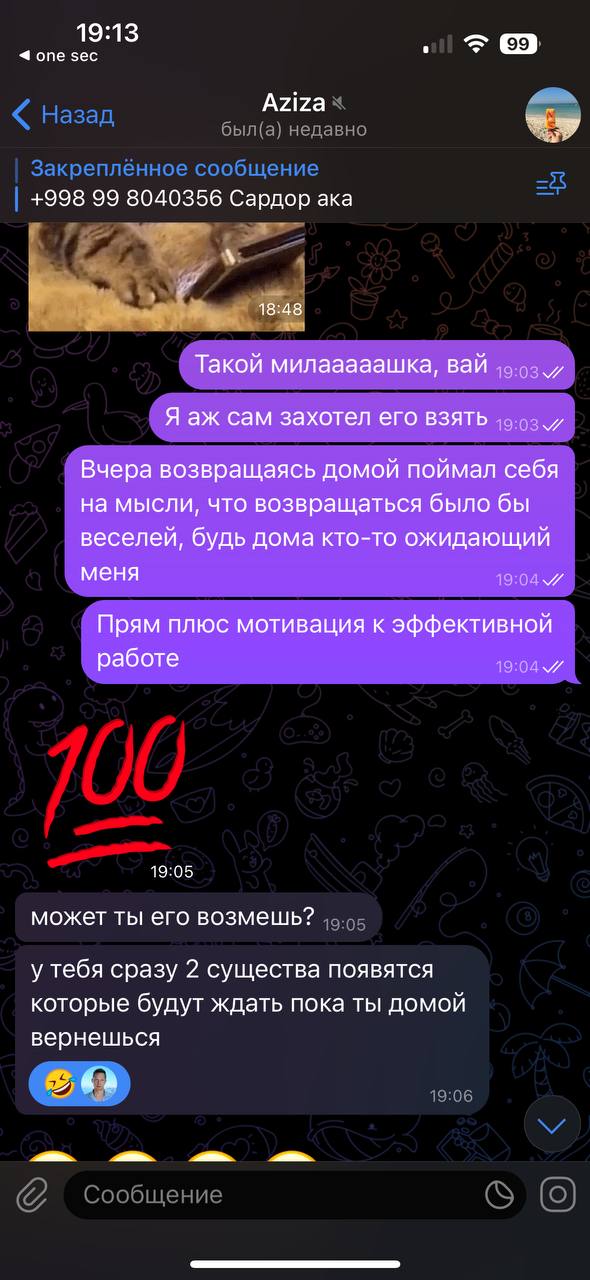 19:13
one sec
99
Назад
Aziza
был(а) недавно
Закреплённое сообщение
+998 99 8040356 Сардор ака
18:48
Такой милааааашка, вай 19:03
Я аж сам захотел его взять 19:03
Вчера возвращаясь домой поймал себя
на мысли, что возвращаться было бы
веселей, будь дома кто-то ожидающий
меня 19:04
Прям плюс мотивация к эффективной
работе 19:04
100
19:05
может ты его возмешь? 19:05
у тебя сразу 2 существа появятся
которые будут ждать пока ты домой
вернешься
19:06
Сообщение